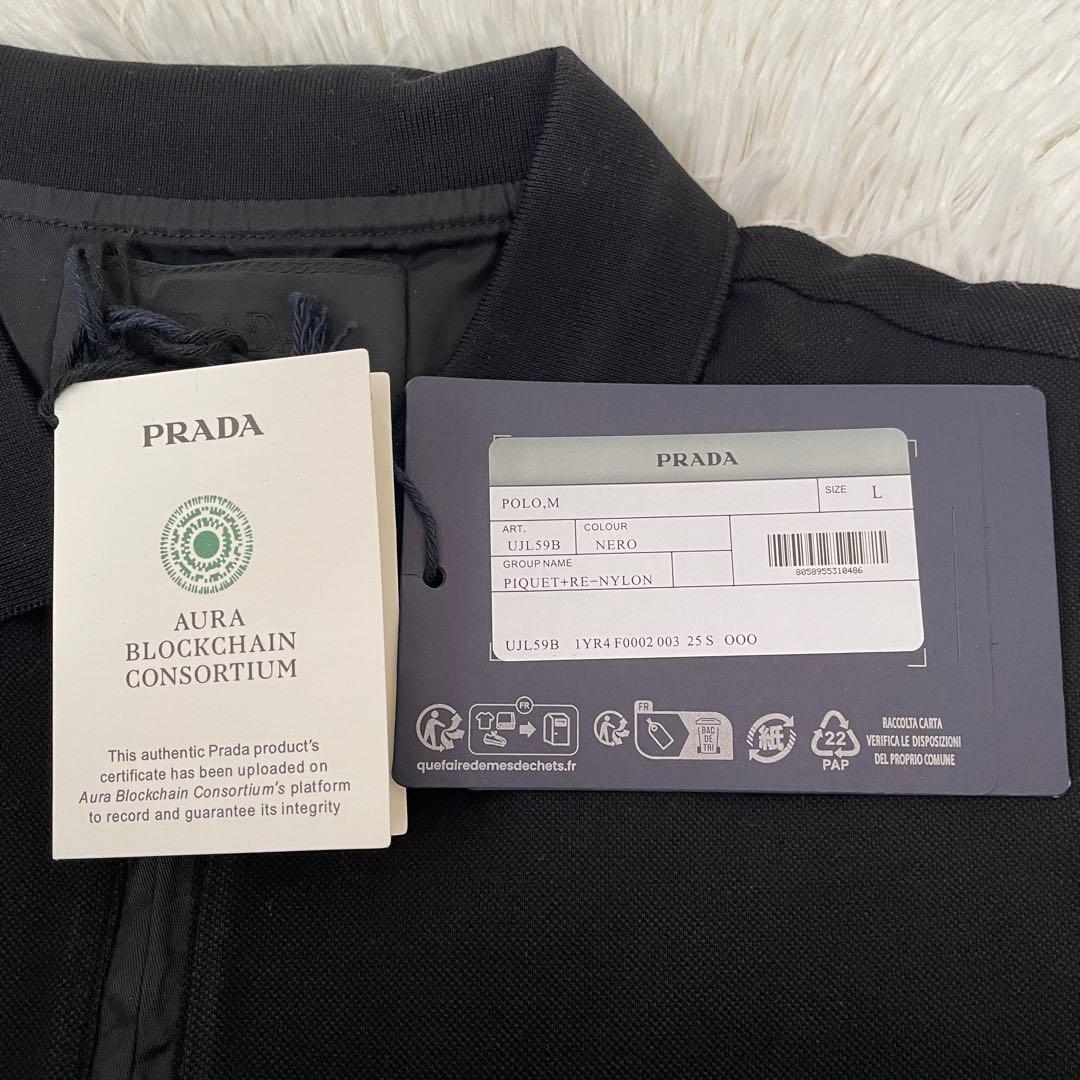 PRADA
AURA
BLOCKCHAIN
CONSORTIUM
This authentic Prada product's
certificate has been uploaded on
Aura Blockchain Consortium's platform
to record and guarantee its integrity
PRADA
POLO,M
SIZE L
ART.
UJL59B
COLOUR
NERO
GROUP NAME
PIQUET+RE-NYLON
8058955310486
UJL59B 1YR4 F0002 003 25 S OOO
FR
quefairedemesdechets.fr
FR
BAC
DE
TRI
紙
22
PAP
RACCOLTA CARTA
VERIFICA LE DISPOSIZIONI
DEL PROPRIO COMUNE